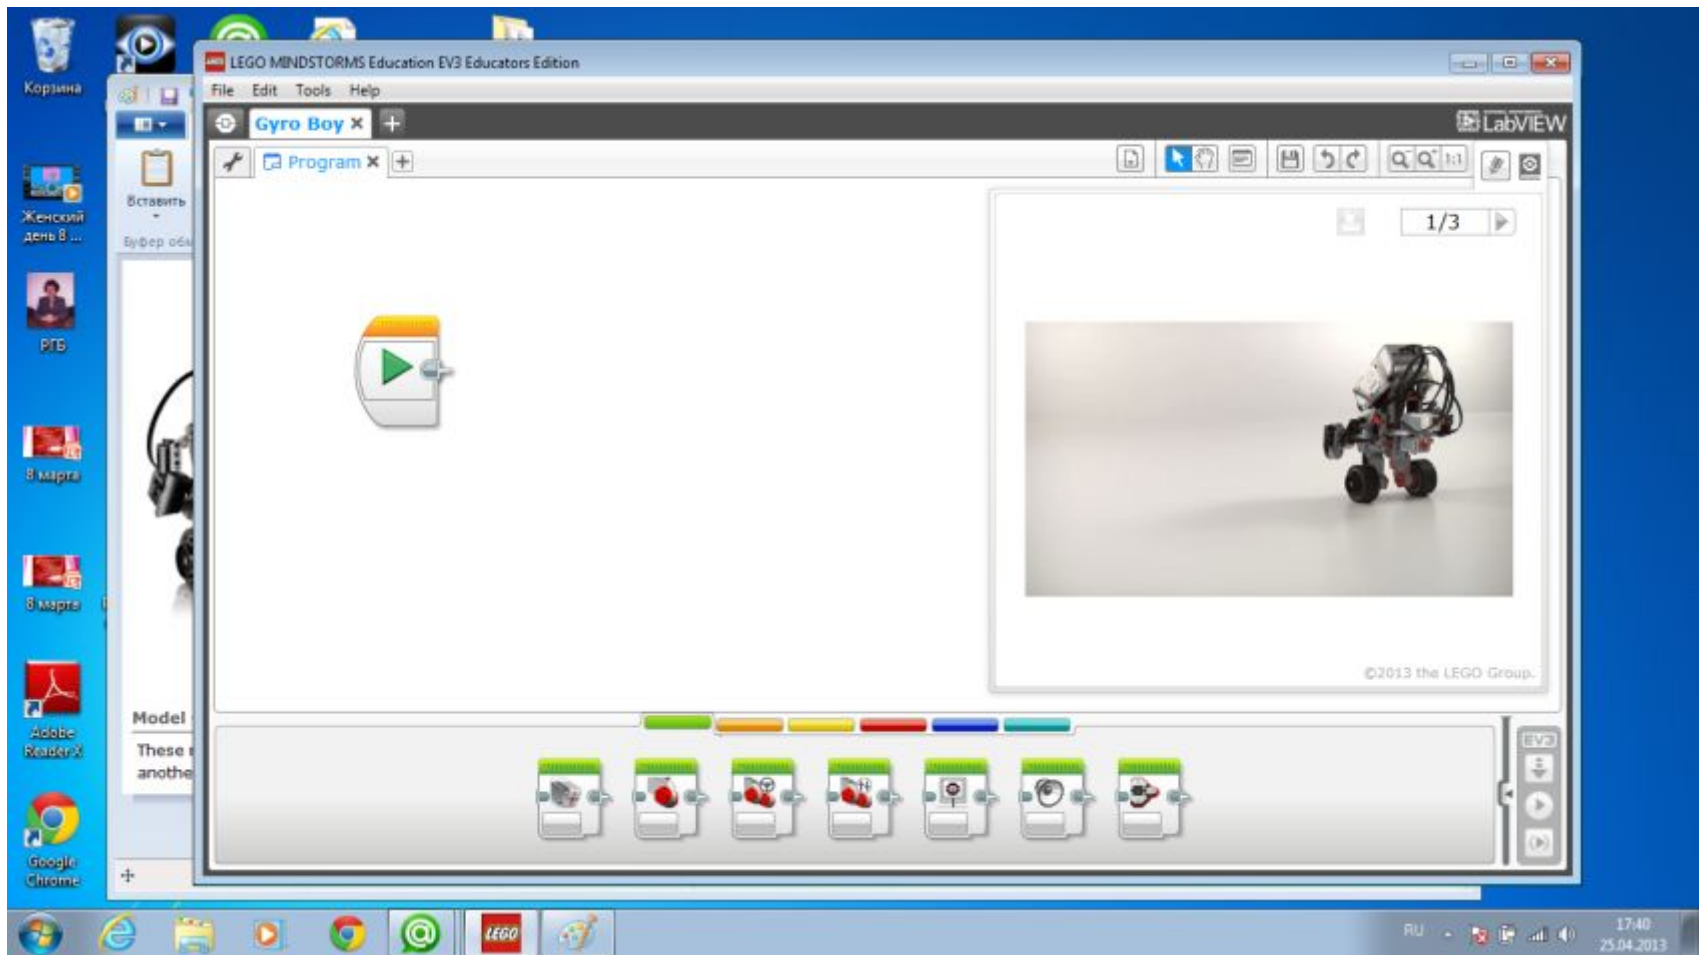 Корзина
Женский
день 8 ...
РГБ
8 марта
8 марта
Adobe
Reader X
Google
Chrome
Вставить
Буфер обм
Model
These
anothe
LEGO MINDSTORMS Education EV3 Educators Edition
File Edit Tools Help
Gyro Boy
LabVIEW
Program
1:1
1/3
©2013 the LEGO Group.
EV3
LEGO
RU
17:40
25.04.2013